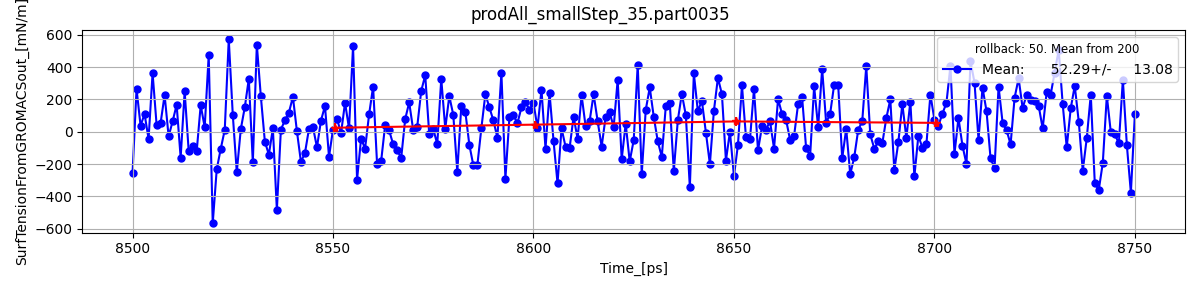 prodAll_smallStep_35.part0035
SurfTensionFromGROMACSout_[mN/m]
600
400
200
0
−200
−400
−600
rollback: 50. Mean from 200
Mean: 52.29+/- 13.08
8500 8550 8600 8650 8700 8750
Time_[ps]